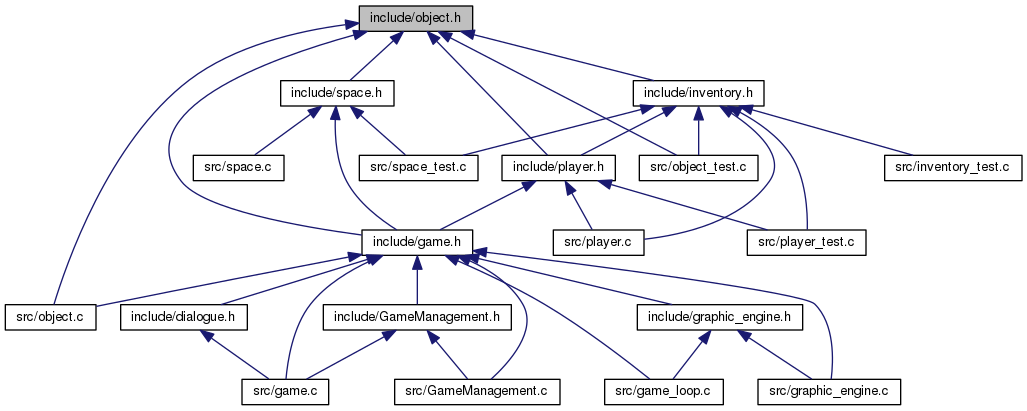 include/object.h
include/space.h
include/inventory.h
src/space.c
src/space_test.c
include/player.h
src/object_test.c
src/inventory_test.c
include/game.h
src/player.c
src/player_test.c
src/object.c
include/dialogue.h
include/GameManagement.h
include/graphic_engine.h
src/game.c
src/GameManagement.c
src/game_loop.c
src/graphic_engine.c